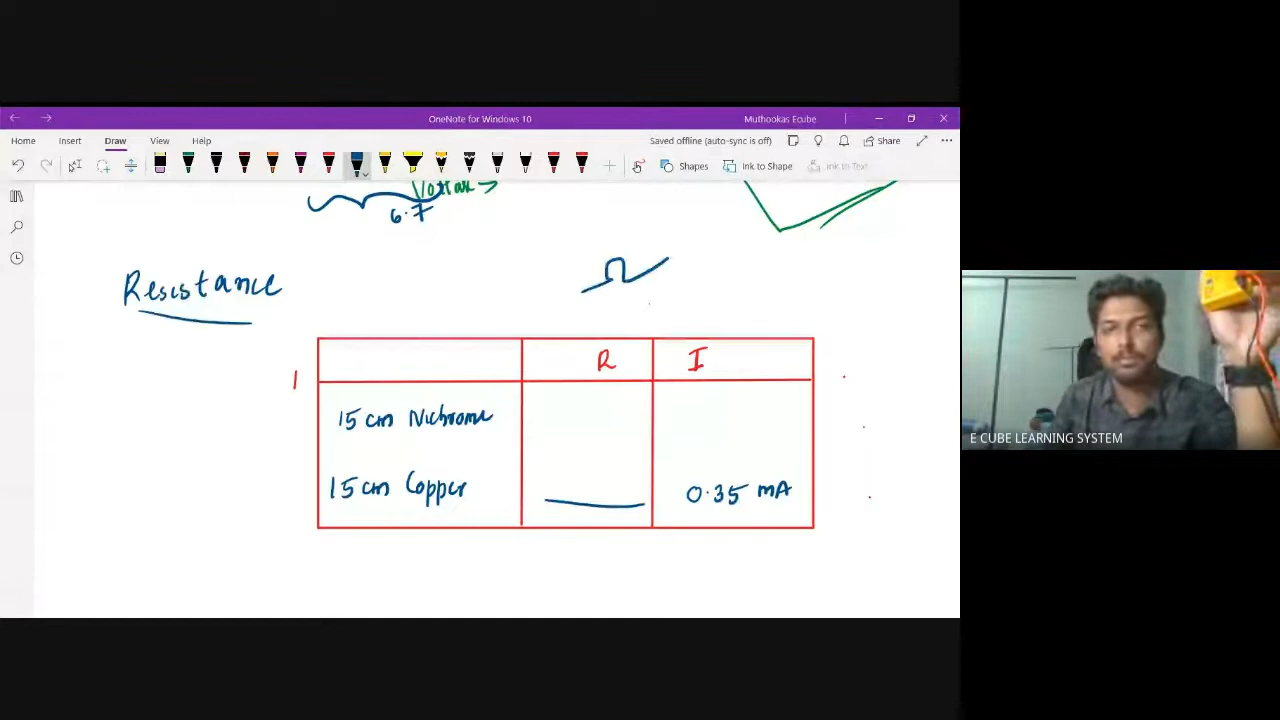 OneNote for Windows 10
Muthookas Ecube
Home Insert Draw View Help
Saved offline (auto-sync is off)
Share
Shapes
Ink to Shape
Ink to Text
6.7
Resistance
Ω
R I
15 cm Nichrome
15 cm Copper 0.35 mA
E CUBE LEARNING SYSTEM